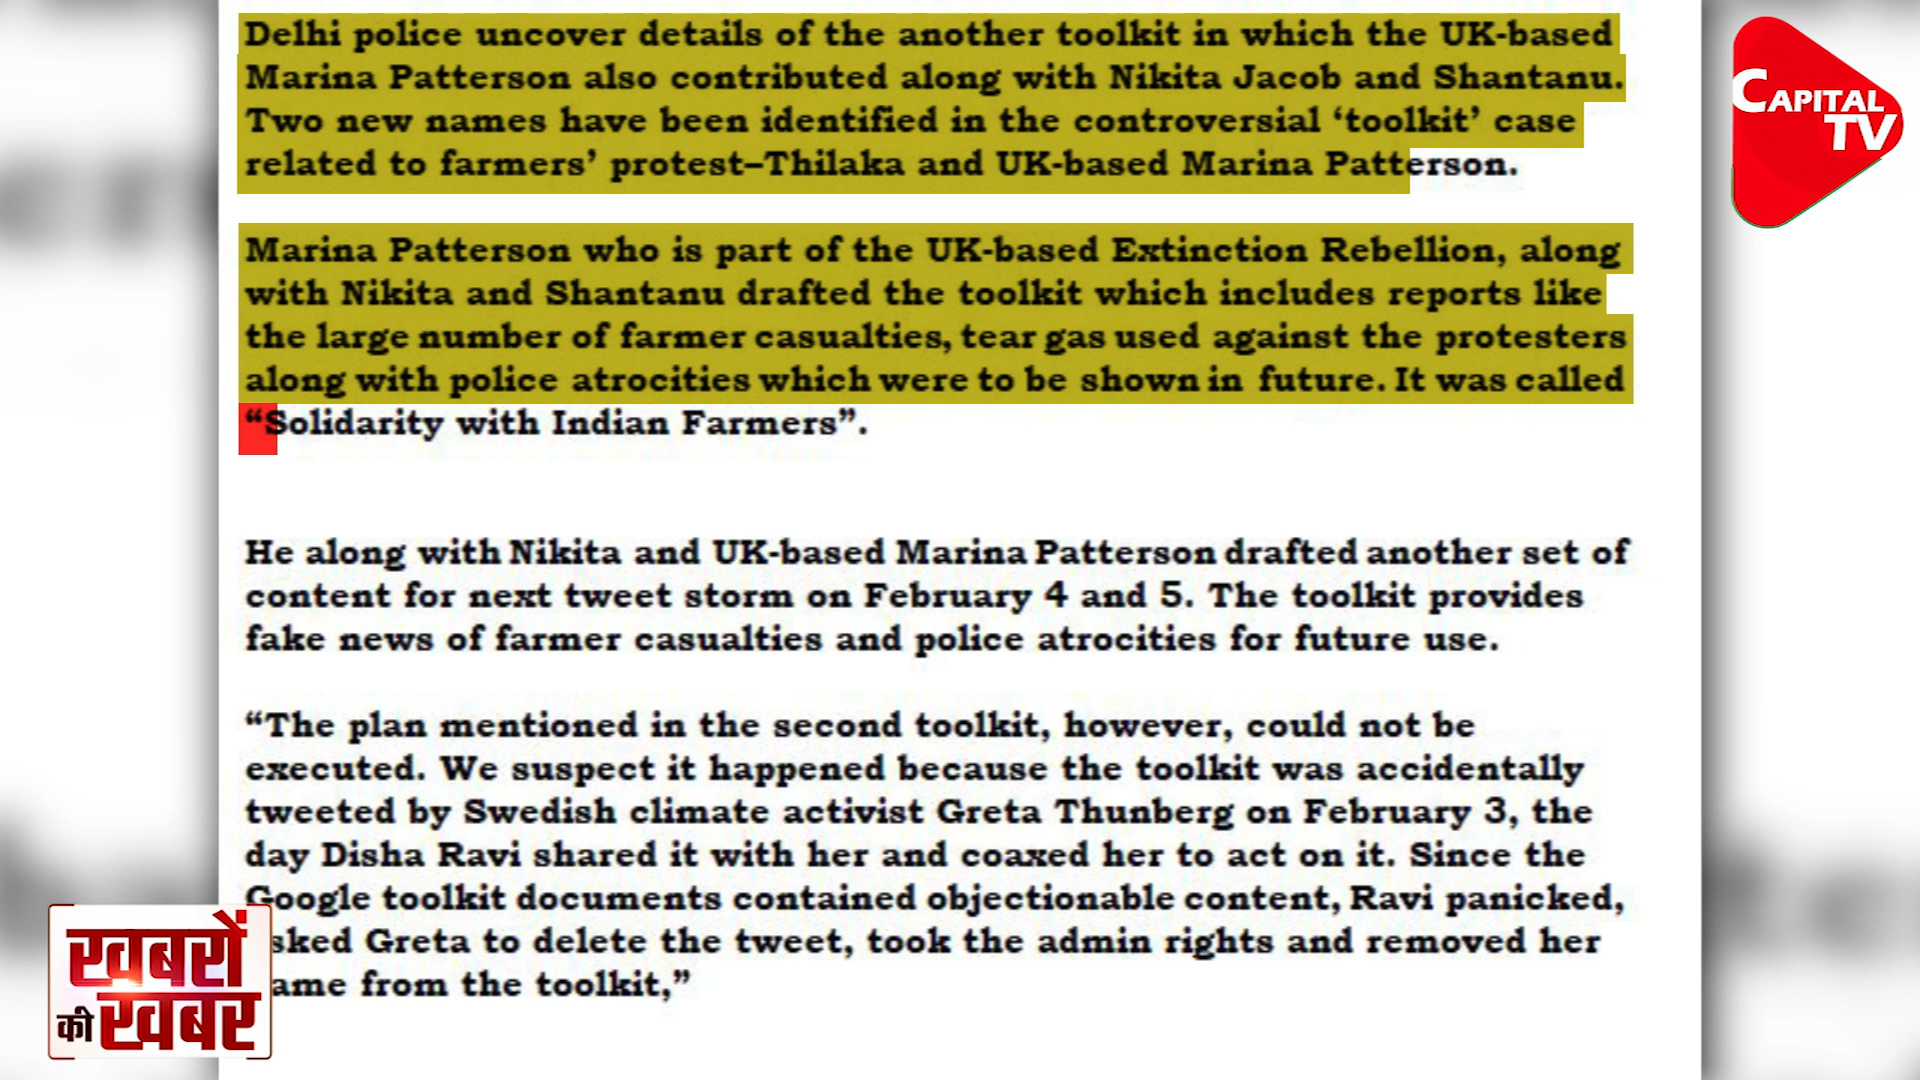 Delhi police uncover details of the another toolkit in which the UK-based
Marina Patterson also contributed along with Nikita Jacob and Shantanu.
Two new names have been identified in the controversial ‘toolkit’ case
related to farmers’ protest–Thilaka and UK-based Marina Patterson.
Marina Patterson who is part of the UK-based Extinction Rebellion, along
with Nikita and Shantanu drafted the toolkit which includes reports like
the large number of farmer casualties, tear gas used against the protesters
along with police atrocities which were to be shown in future. It was called
“Solidarity with Indian Farmers”.
He along with Nikita and UK-based Marina Patterson drafted another set of
content for next tweet storm on February 4 and 5. The toolkit provides
fake news of farmer casualties and police atrocities for future use.
“The plan mentioned in the second toolkit, however, could not be
executed. We suspect it happened because the toolkit was accidentally
tweeted by Swedish climate activist Greta Thunberg on February 3, the
day Disha Ravi shared it with her and coaxed her to act on it. Since the
Google toolkit documents contained objectionable content, Ravi panicked,
sked Greta to delete the tweet, took the admin rights and removed her
ame from the toolkit,”
CAPITAL
TV
खबरों
की खबर